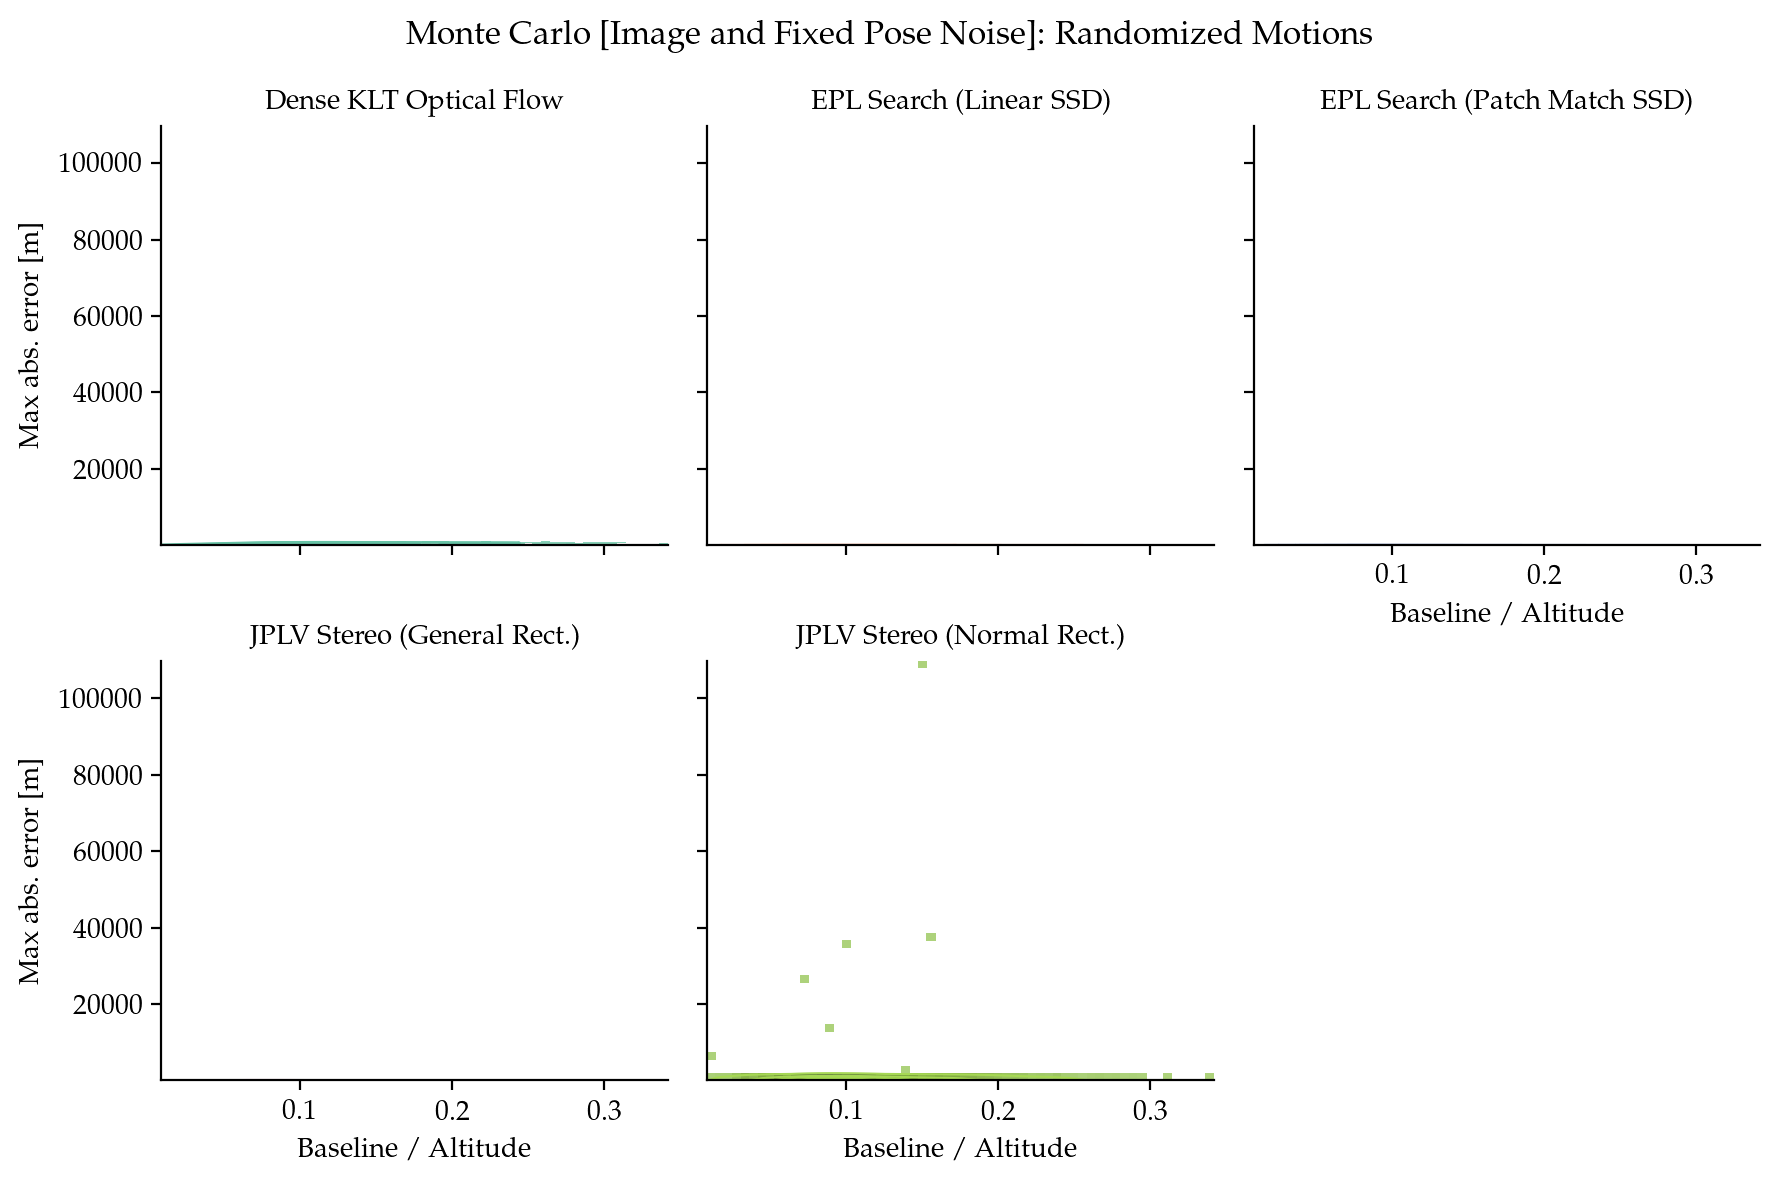 Monte Carlo [Image and Fixed Pose Noise]: Randomized Motions
Dense KLT Optical Flow
EPL Search (Linear SSD)
EPL Search (Patch Match SSD)
Max abs. error [m]
100000
80000
60000
40000
20000
0.1
0.2
0.3
Baseline / Altitude
JPLV Stereo (General Rect.)
JPLV Stereo (Normal Rect.)
Max abs. error [m]
100000
80000
60000
40000
20000
0.1
0.2
0.3
Baseline / Altitude
0.1
0.2
0.3
Baseline / Altitude